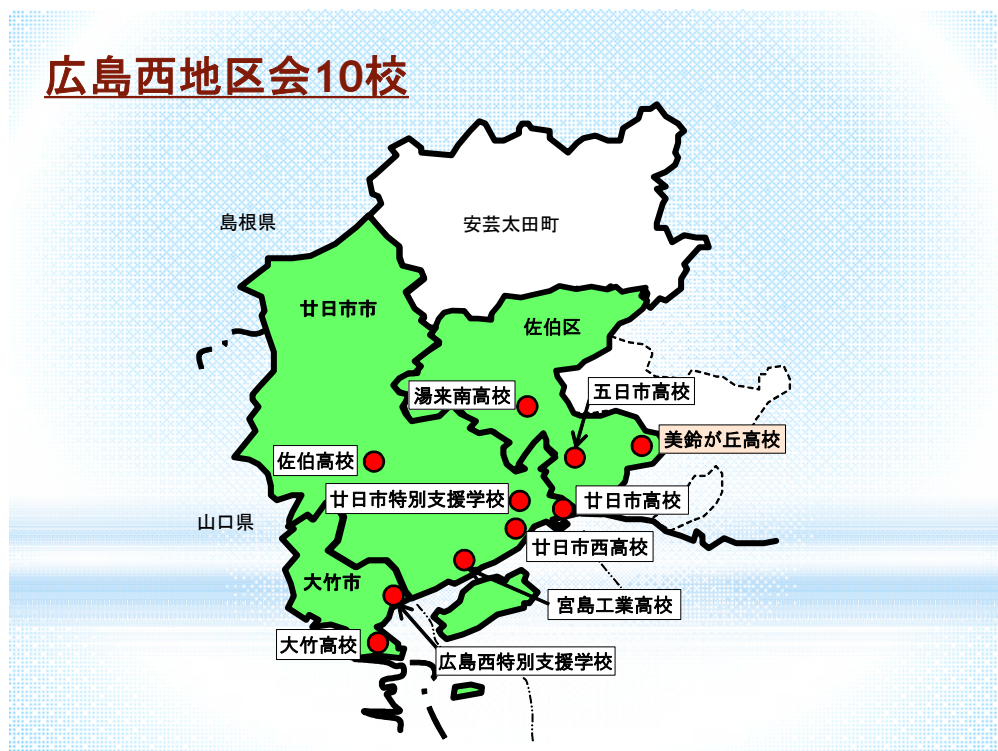 広島西地区会10校
島根県
安芸太田町
廿日市市
佐伯区
湯来南高校
五日市高校
美鈴が丘高校
佐伯高校
廿日市特別支援学校
廿日市高校
山口県
廿日市西高校
大竹市
宮島工業高校
大竹高校
広島西特別支援学校